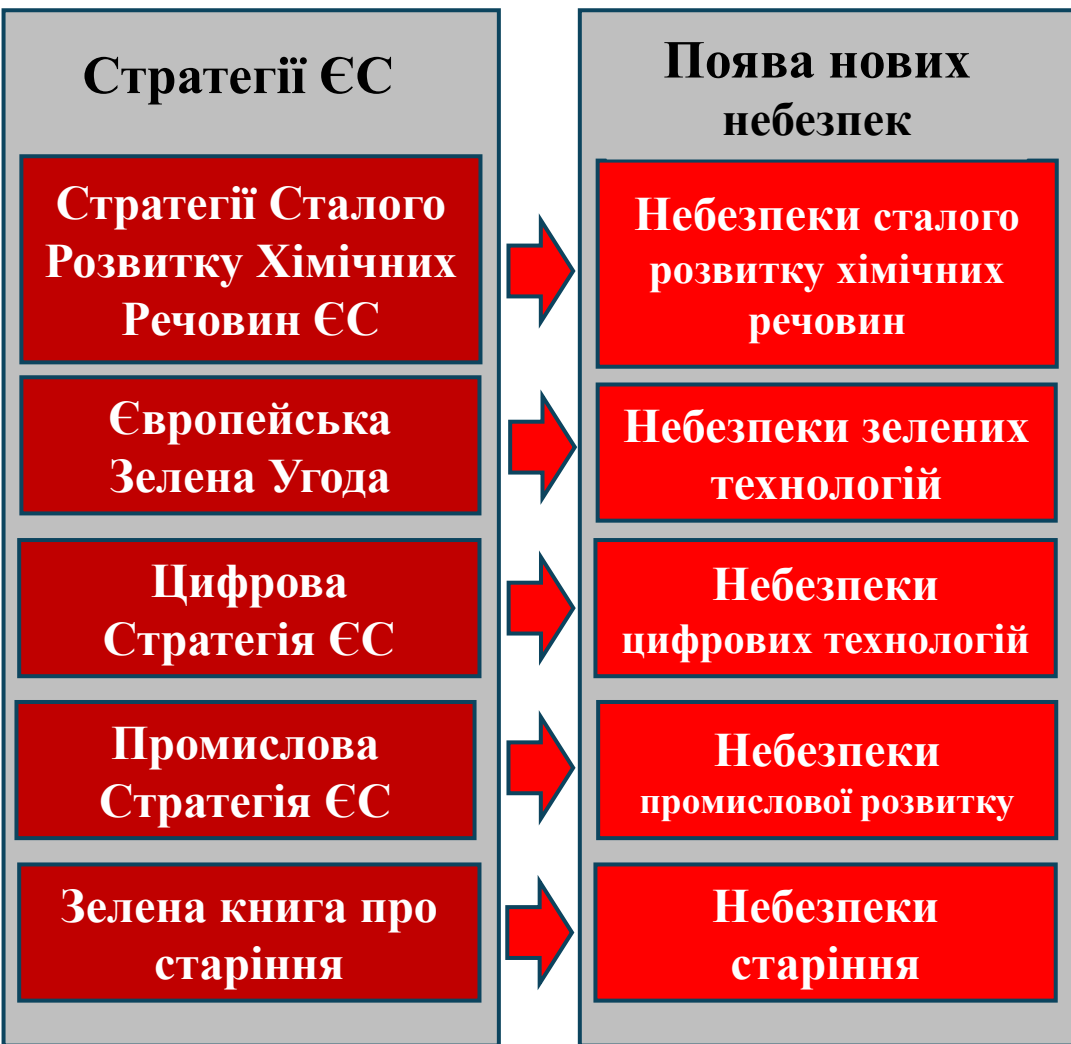 Стратегії ЄС
Стратегії Сталого
Розвитку Хімічних
Речовин ЄС
Європейська
Зелена Угода
Цифрова
Стратегія ЄС
Промислова
Стратегія ЄС
Зелена книга про
старіння
Поява нових
небезпек
Небезпеки сталого
розвитку хімічних
речовин
Небезпеки зелених
технологій
Небезпеки
цифрових технологій
Небезпеки
промислової розвитку
Небезпеки
старіння